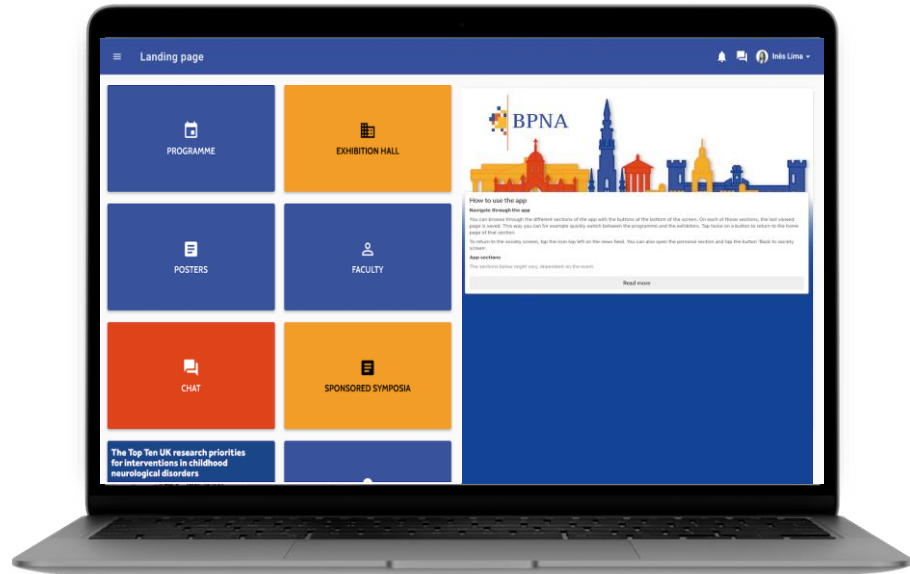 Landing page
Inês Lima
PROGRAMME
EXHIBITION HALL
POSTERS
FACULTY
CHAT
SPONSORED SYMPOSIA
The Top Ten UK research priorities
for interventions in childhood
neurological disorders
BPNA
How to use the app
Navigate through the app
You can browse through the different sections of the app with the buttons at the bottom of the screen. On each of those sections, the last viewed
page is saved. This way you can for example quickly switch between the programme and the exhibitors. Tap twice on a button to return to the home
page of that section.
To return to the society screen, tap the icon top left on the news feed. You can also open the personal section and tap the button 'Back to society
screen'.
App sections
The sections below might vary, dependent on the event.
Read more